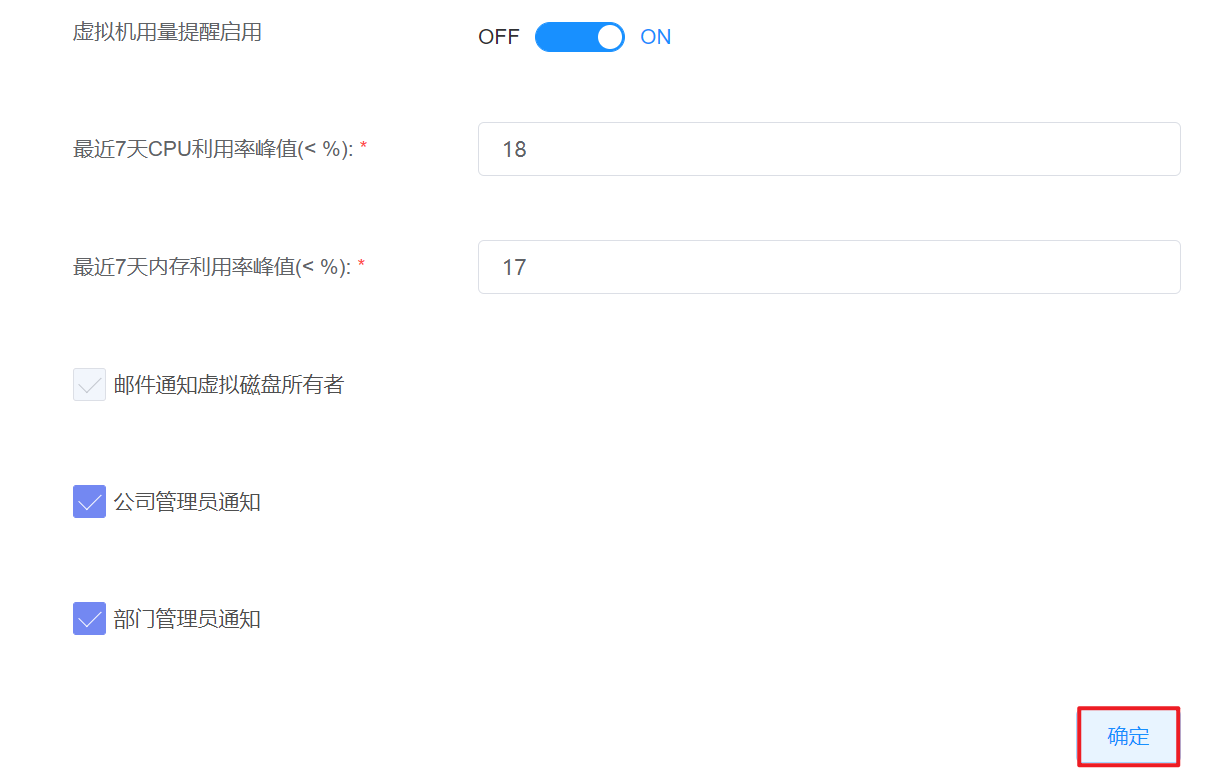 虚拟机用量提醒启用
OFF ON
最近7天CPU利用率峰值(< %): *
18
最近7天内存利用率峰值(< %): *
17
邮件通知虚拟磁盘所有者
公司管理员通知
部门管理员通知
确定